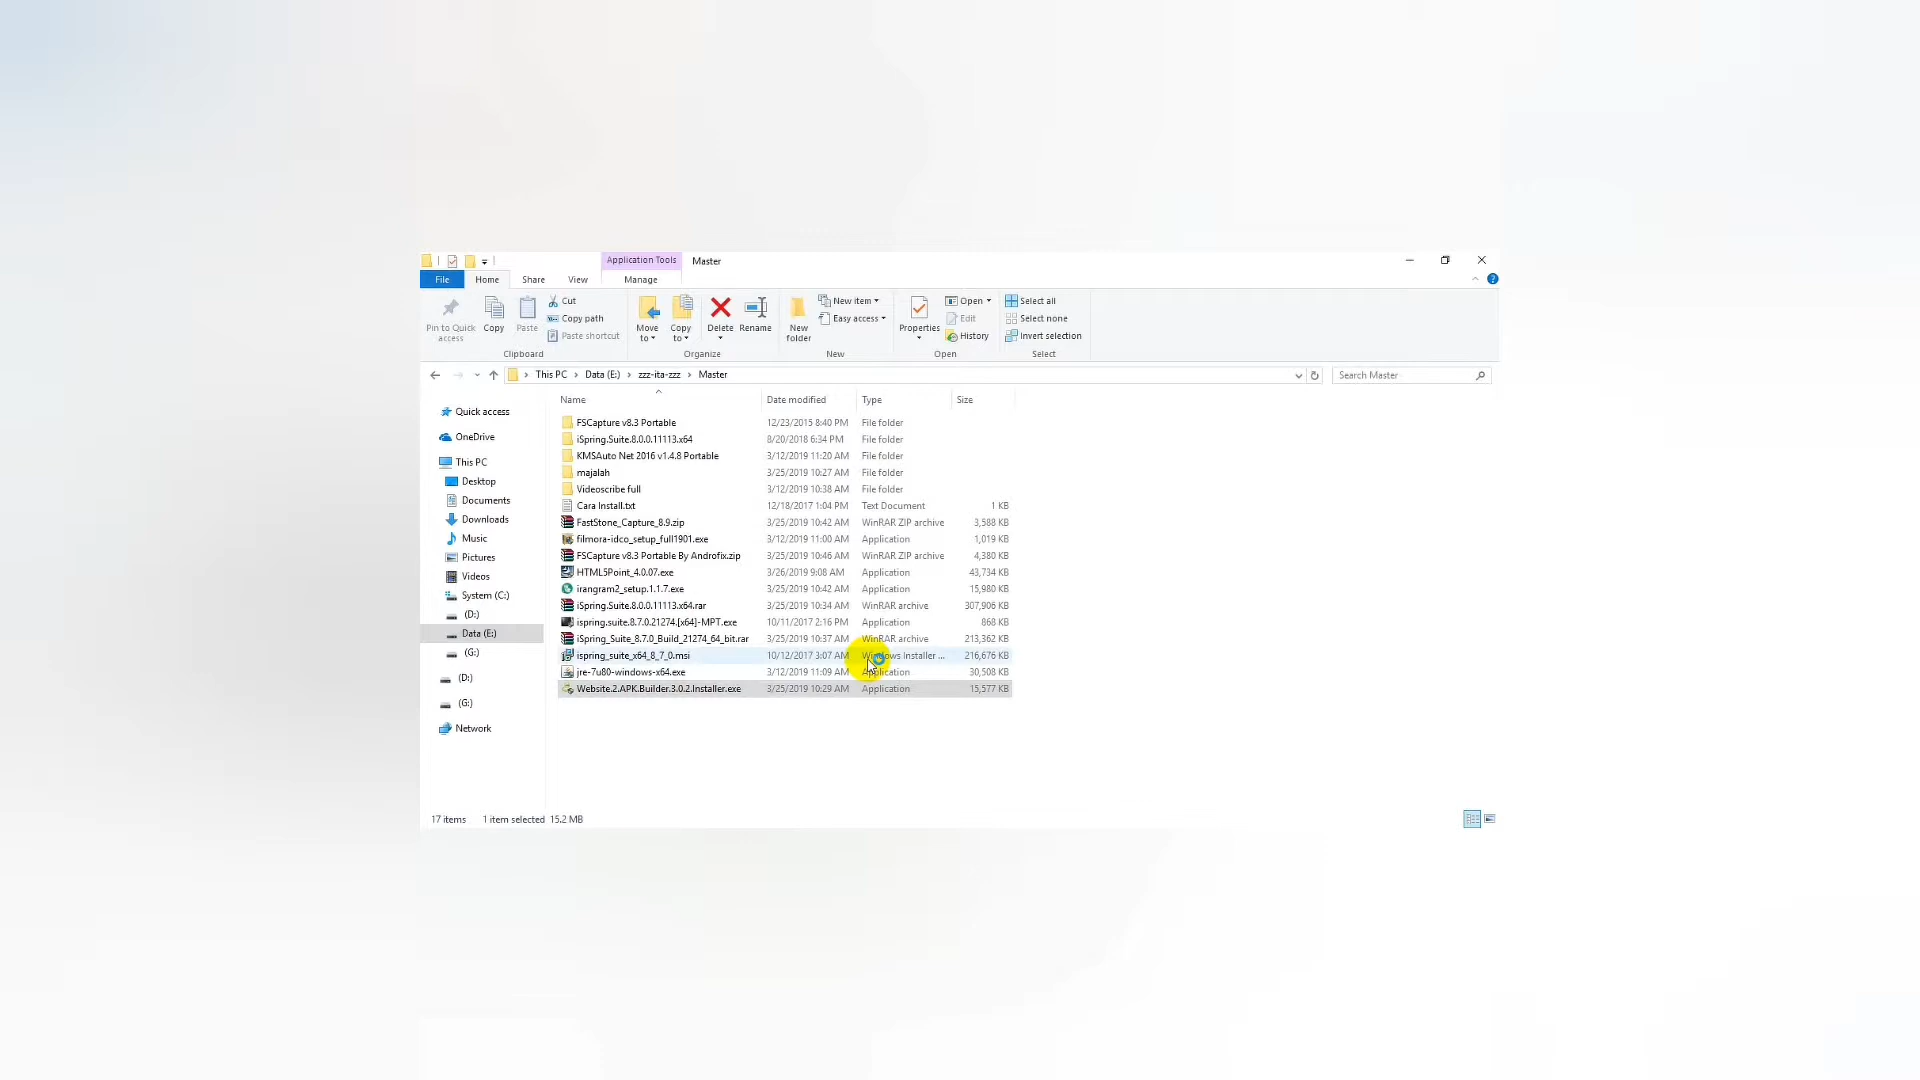 Application Tools Master
File Home Share View Manage
Pin to Quick access
Copy
Paste
Cut
Copy path
Paste shortcut
Clipboard
Move to
Copy to
Delete
Rename
Organize
New folder
New item
Easy access
New
Properties
Open
Edit
History
Open
Select all
Select none
Invert selection
Select
This PC Data (E:) zzz-ita-zzz Master
Search Master
Quick access
OneDrive
This PC
Desktop
Documents
Downloads
Music
Pictures
Videos
System (C:)
(D:)
Data (E:)
(G:)
(D:)
(G:)
Network
Name Date modified Type Size
FSCapture v8.3 Portable 12/23/2015 8:40 PM File folder
iSpring.Suite.8.0.0.11113.x64 8/20/2018 6:34 PM File folder
KMSAuto Net 2016 v1.4.8 Portable 3/12/2019 11:20 AM File folder
majalah 3/25/2019 10:27 AM File folder
Videoscribe full 3/12/2019 10:38 AM File folder
Cara Install.txt 12/18/2017 1:04 PM Text Document 1 KB
FastStone_Capture_8.9.zip 3/25/2019 10:42 AM WinRAR ZIP archive 3,588 KB
filmora-idco_setup_full1901.exe 3/12/2019 11:00 AM Application 1,019 KB
FSCapture v8.3 Portable By Androfix.zip 3/25/2019 10:46 AM WinRAR ZIP archive 4,380 KB
HTML5Point_4.0.07.exe 3/26/2019 9:08 AM Application 43,734 KB
irangram2_setup.1.1.7.exe 3/25/2019 10:42 AM Application 15,980 KB
iSpring.Suite.8.0.0.11113.x64.rar 3/25/2019 10:34 AM WinRAR archive 307,906 KB
ispring.suite.8.7.0.21274.[x64]-MPT.exe 10/11/2017 2:16 PM Application 868 KB
iSpring_Suite_8.7.0_Build_21274_64_bit.rar 3/25/2019 10:37 AM WinRAR archive 213,362 KB
ispring_suite_x64_8_7_0.msi 10/12/2017 3:07 AM Windows Installer ... 216,676 KB
jre-7u80-windows-x64.exe 3/12/2019 11:09 AM Application 30,508 KB
Website.2.APK.Builder.3.0.2.Installer.exe 3/25/2019 10:29 AM Application 15,577 KB
17 items 1 item selected 15.2 MB